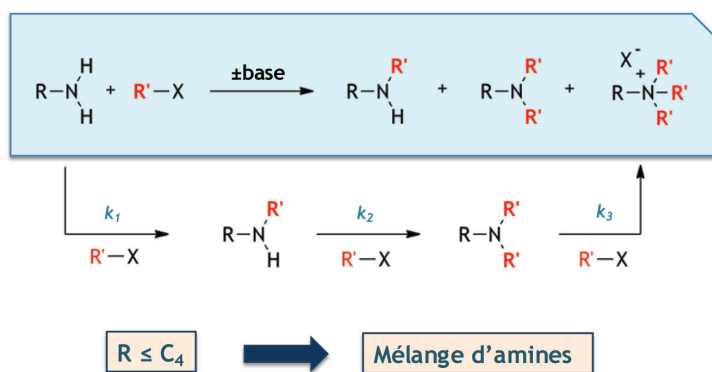 R–N(H)(H) + R'–X ±base R–N(R')(H) + R–N(R')(R') + X⁻ R–N⁺(R')(R')–R'
k₁ R'–X R–N(R')(H) k₂ R'–X R–N(R')(R') k₃ R'–X
R ≤ C₄ Mélange d'amines